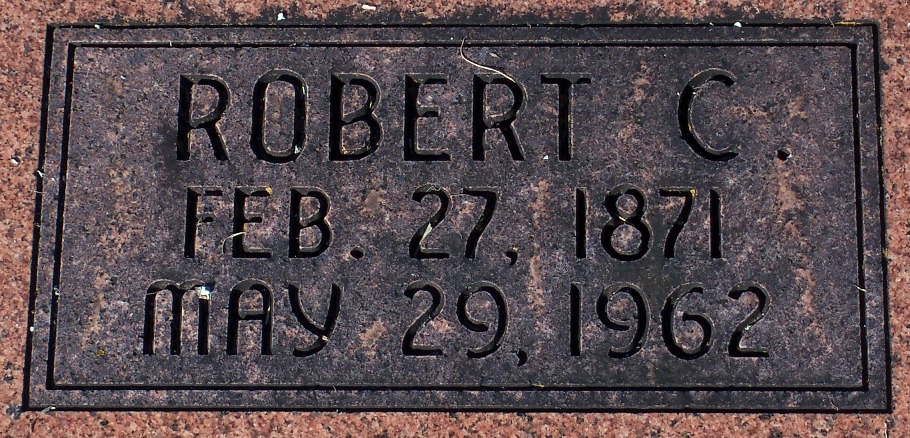 ROBERT C.
FEB. 27, 1871
MAY 29, 1962